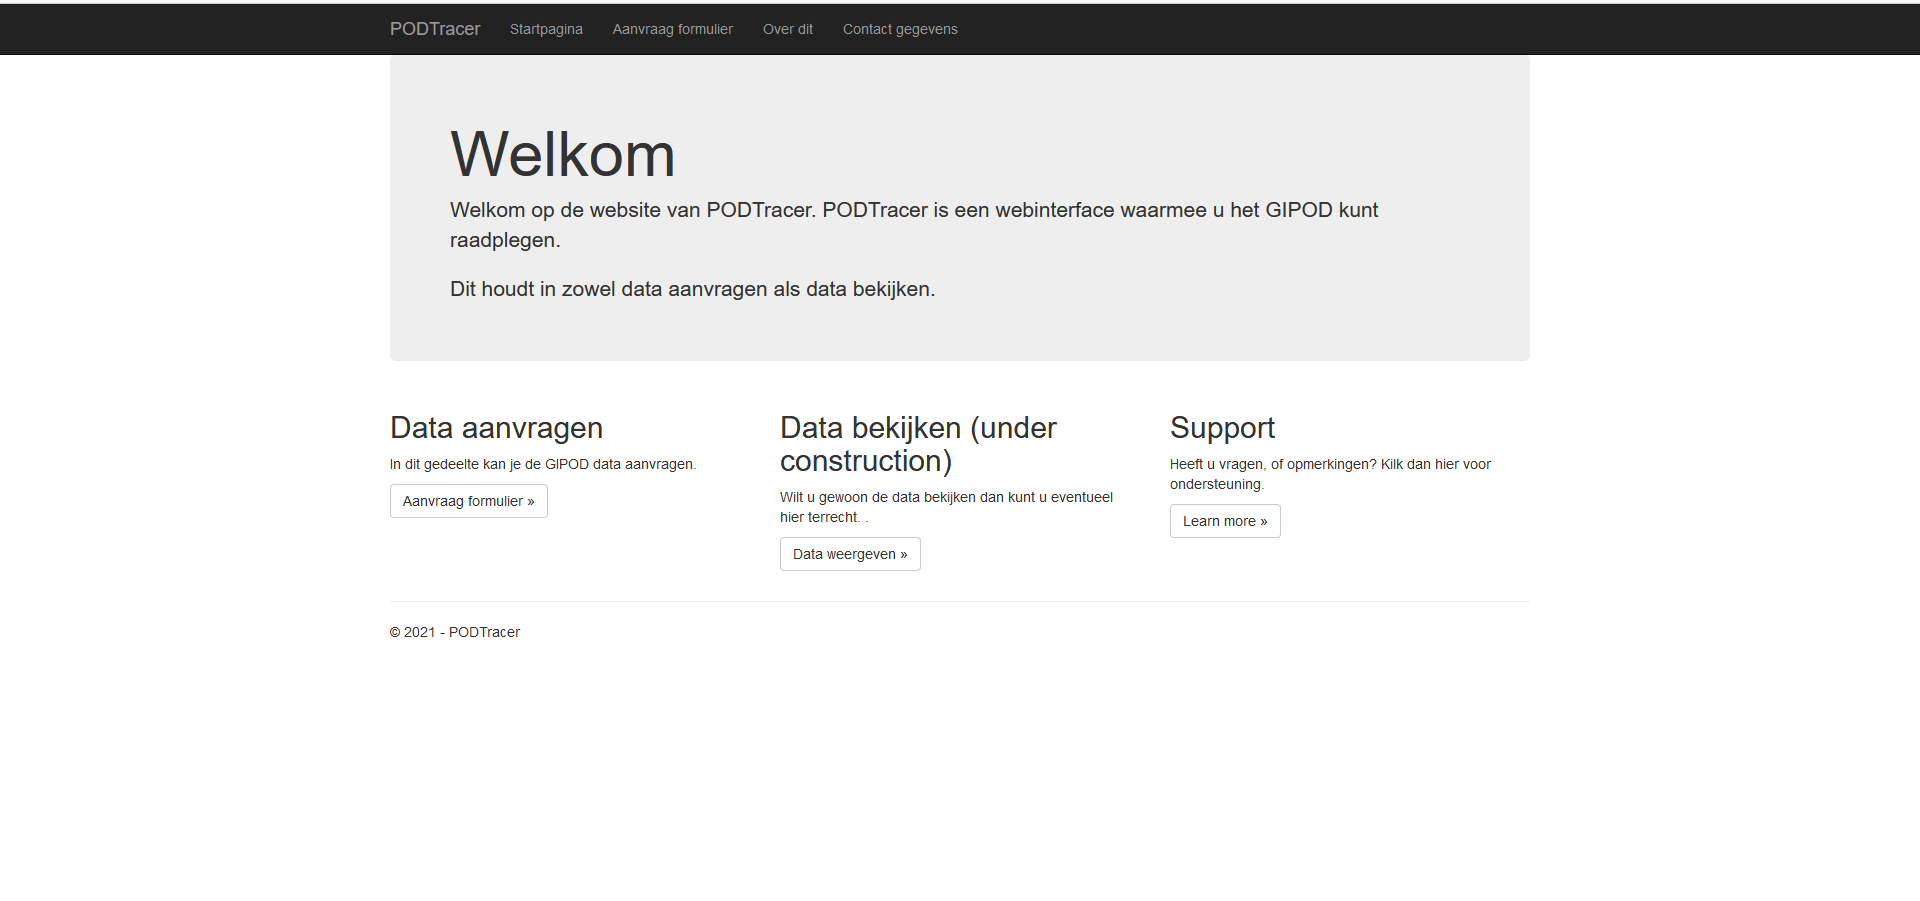 PODTracer Startpagina Aanvraag formulier Over dit Contact gegevens
Welkom
Welkom op de website van PODTracer. PODTracer is een webinterface waarmee u het GIPOD kunt
raadplegen.
Dit houdt in zowel data aanvragen als data bekijken.
Data aanvragen
In dit gedeelte kan je de GIPOD data aanvragen.
Aanvraag formulier »
Data bekijken (under
construction)
Wilt u gewoon de data bekijken dan kunt u eventueel
hier terrecht. .
Data weergeven »
Support
Heeft u vragen, of opmerkingen? Kilk dan hier voor
ondersteuning.
Learn more »
© 2021 - PODTracer